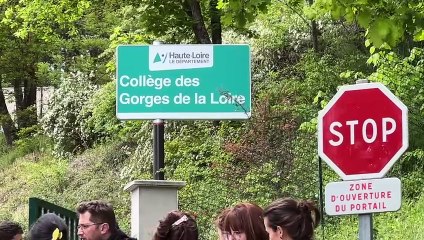 Haute-Loire
LE DÉPARTEMENT
Collège des
Gorges de la Loire
STOP
ZONE
D'OUVERTURE
DU PORTAIL